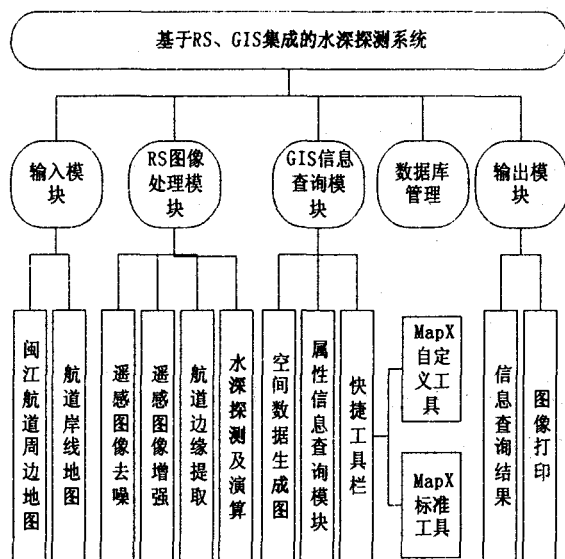 基于RS、GIS集成的水深探测系统
输入模
块
RS图像
处理模
块
GIS信息
查询模
块
数据库
管理
输出模
块
闽江航道周边地图
航道岸线地图
遥感图像去噪
遥感图像增强
航道边缘提取
水深探测及演算
空间数据生成图
属性信息查询模块
快捷工具栏
MapX
自定
义工
具
MapX
标准
工具
信息查询结果
图像打印